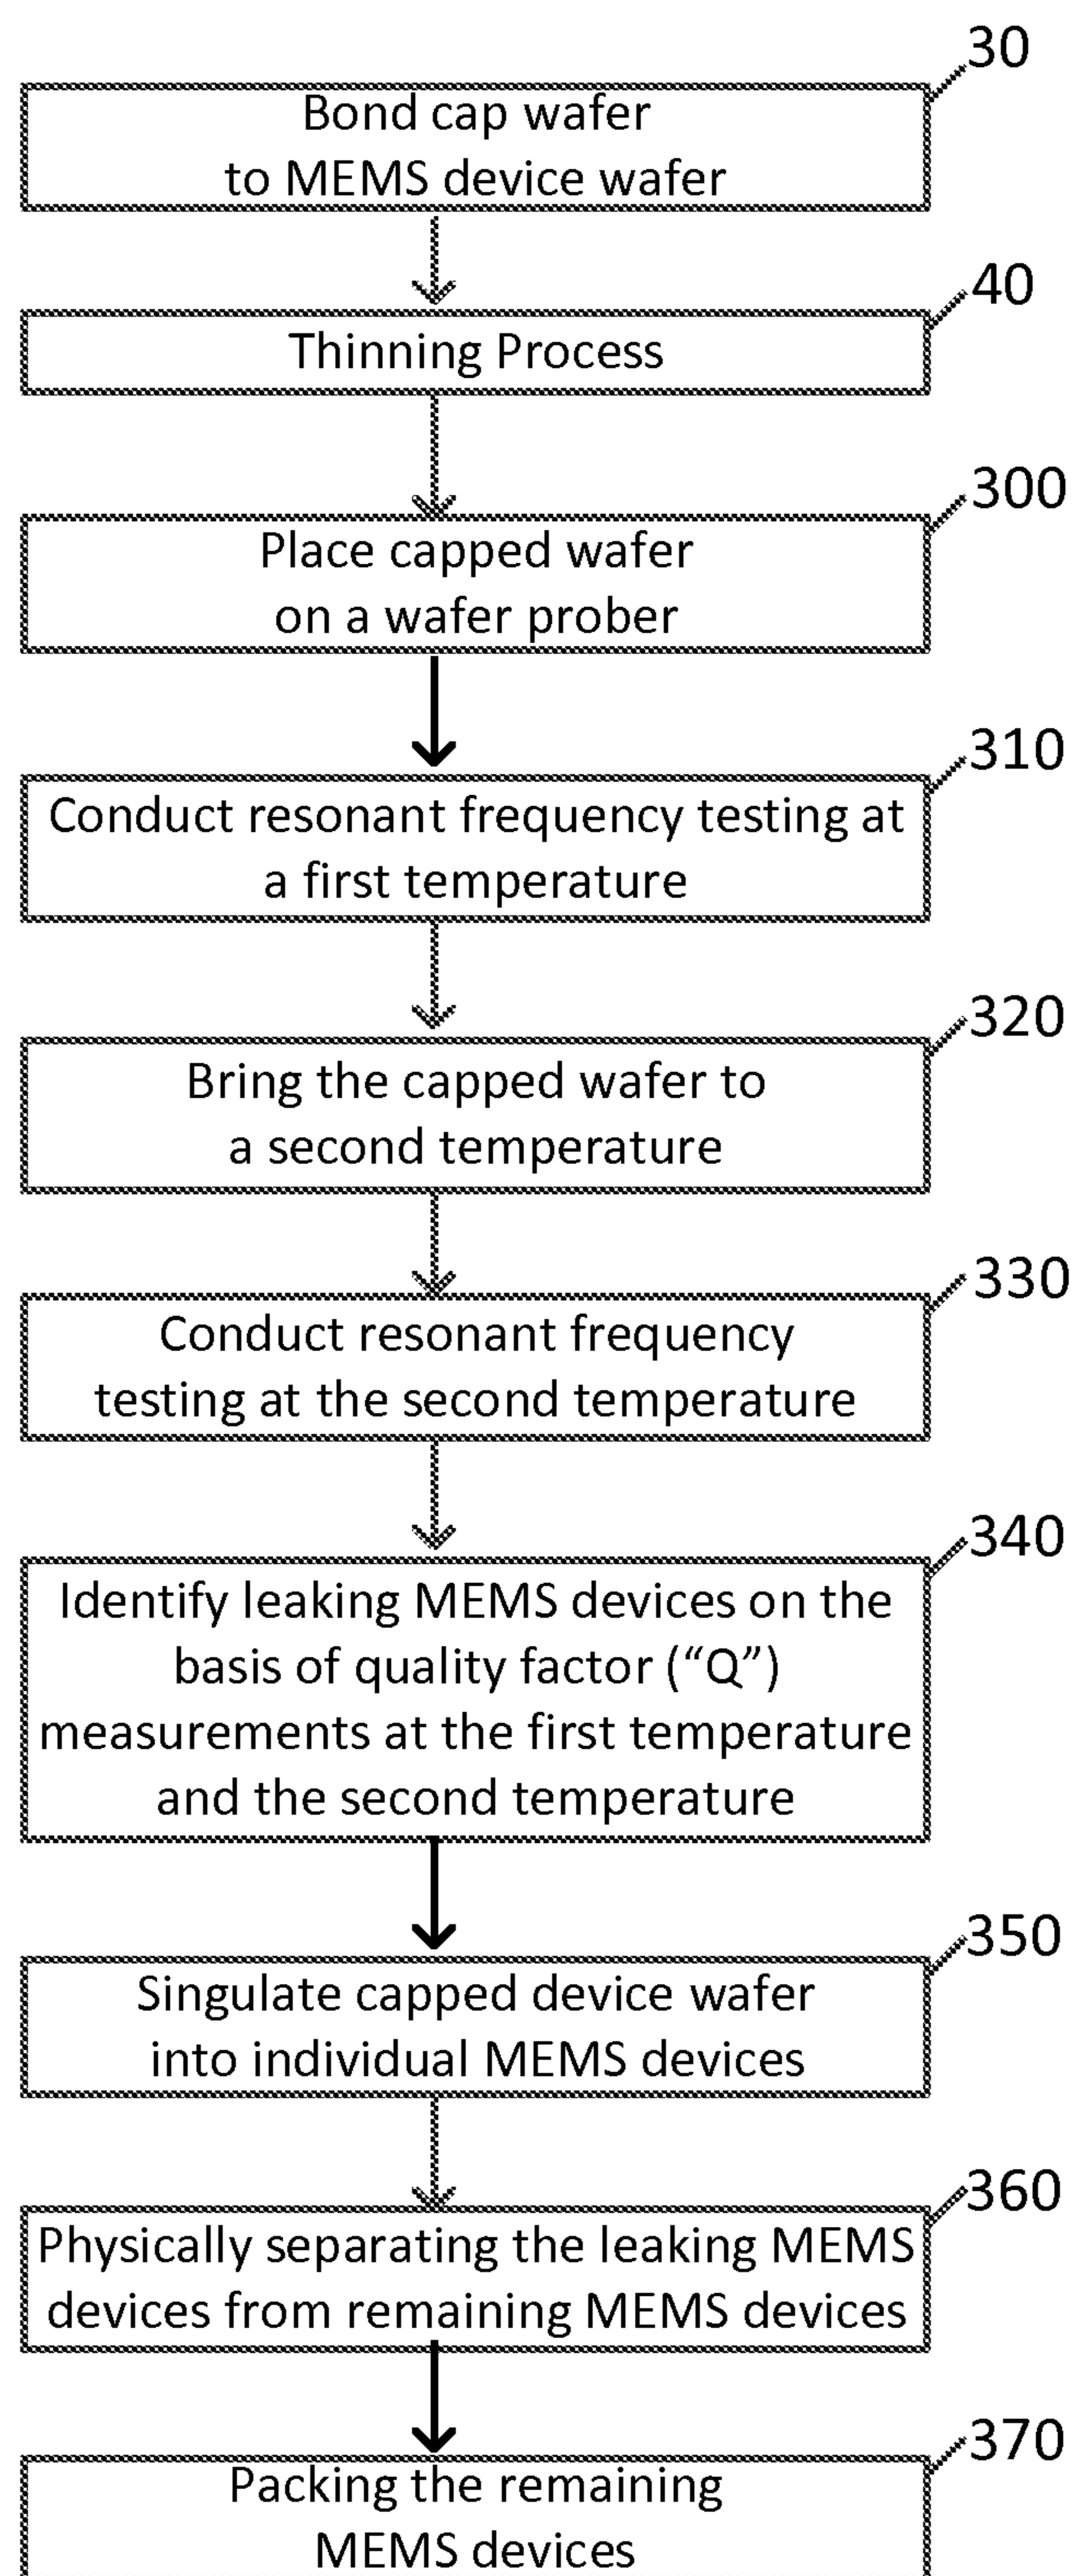 30
Bond cap wafer
to MEMS device wafer
40
Thinning Process
300
Place capped wafer
on a wafer prober
310
Conduct resonant frequency testing at
a first temperature
320
Bring the capped wafer to
a second temperature
330
Conduct resonant frequency
testing at the second temperature
340
Identify leaking MEMS devices on the
basis of quality factor (“Q”)
measurements at the first temperature
and the second temperature
350
Singulate capped device wafer
into individual MEMS devices
360
Physically separating the leaking MEMS
devices from remaining MEMS devices
370
Packing the remaining
MEMS devices